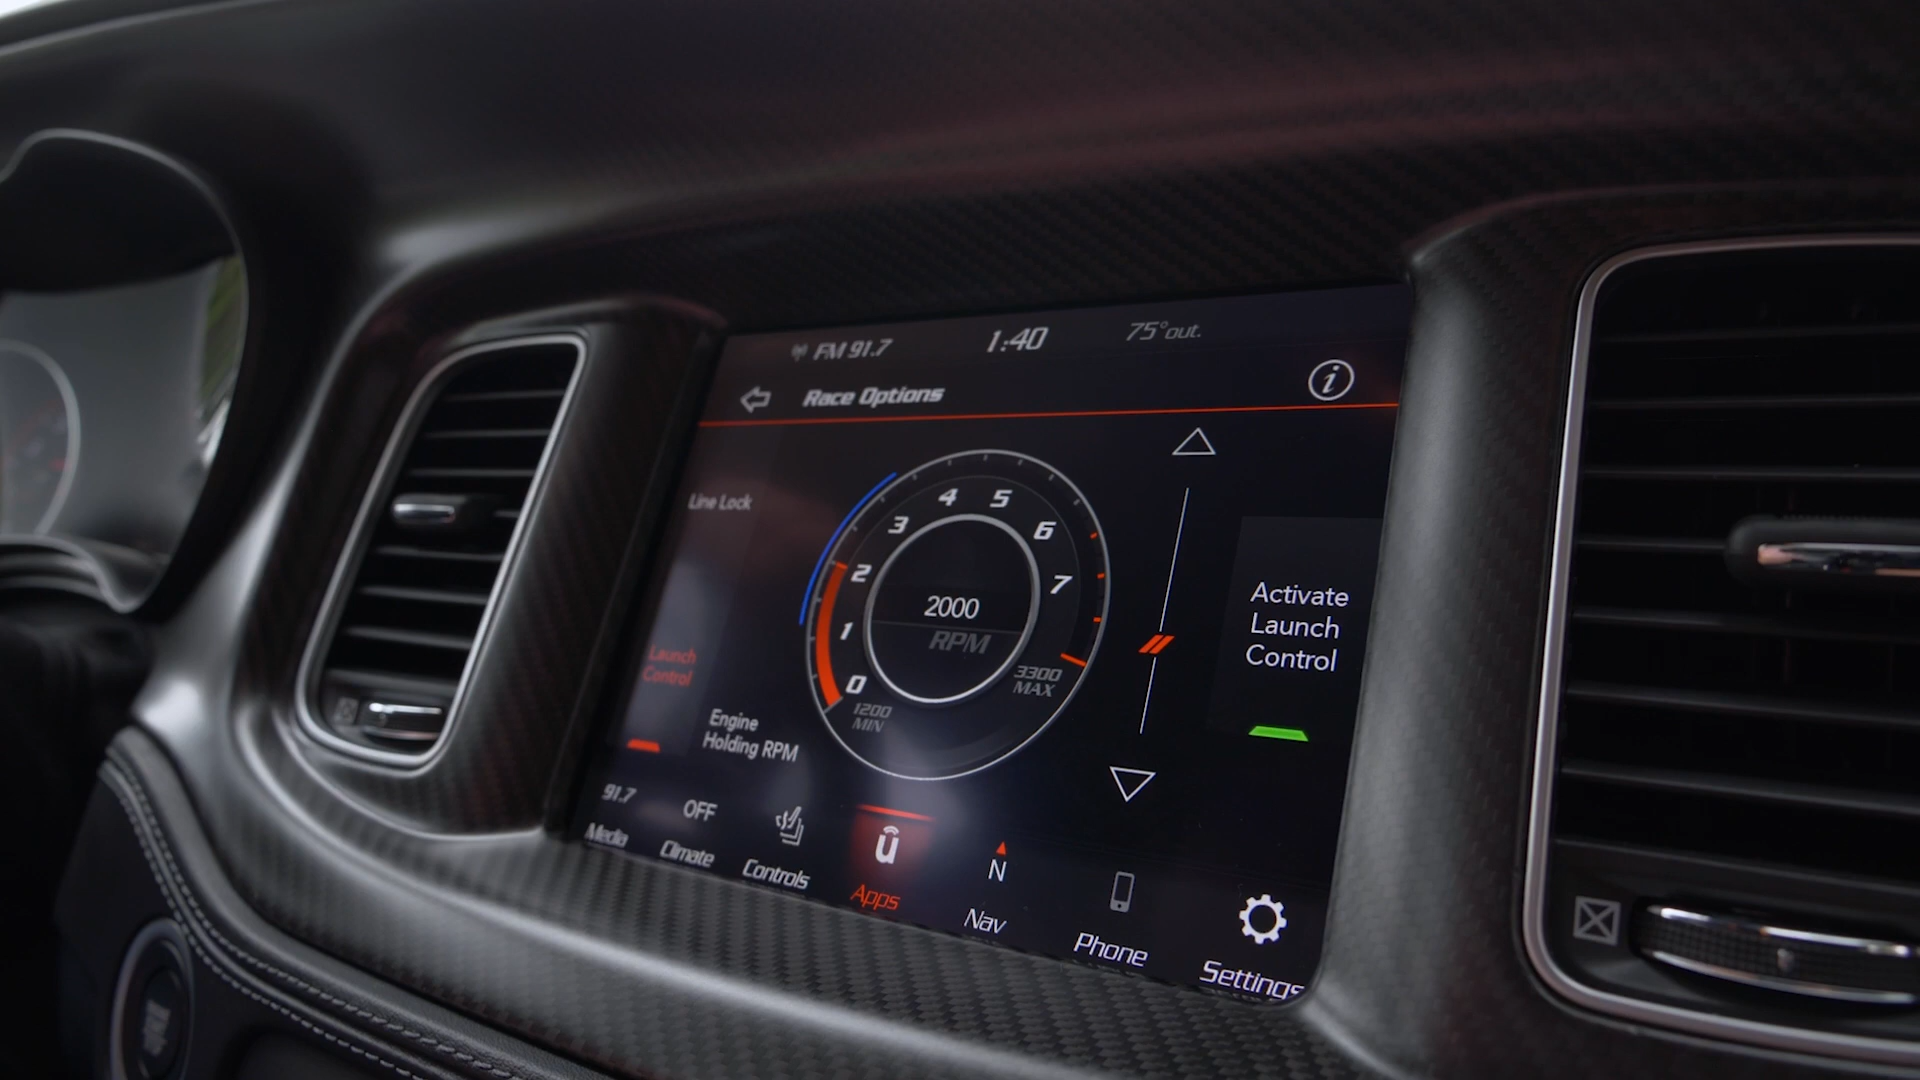 FM 91.7
1:40
75°out.
Race Options
i
Line Lock
Launch
Control
Engine
Holding RPM
0
1
2
3
4
5
6
7
2000
RPM
1200
MIN
3300
MAX
Activate
Launch
Control
91.7
Media
OFF
Climate
Controls
û
Apps
N
Nav
Phone
Settings